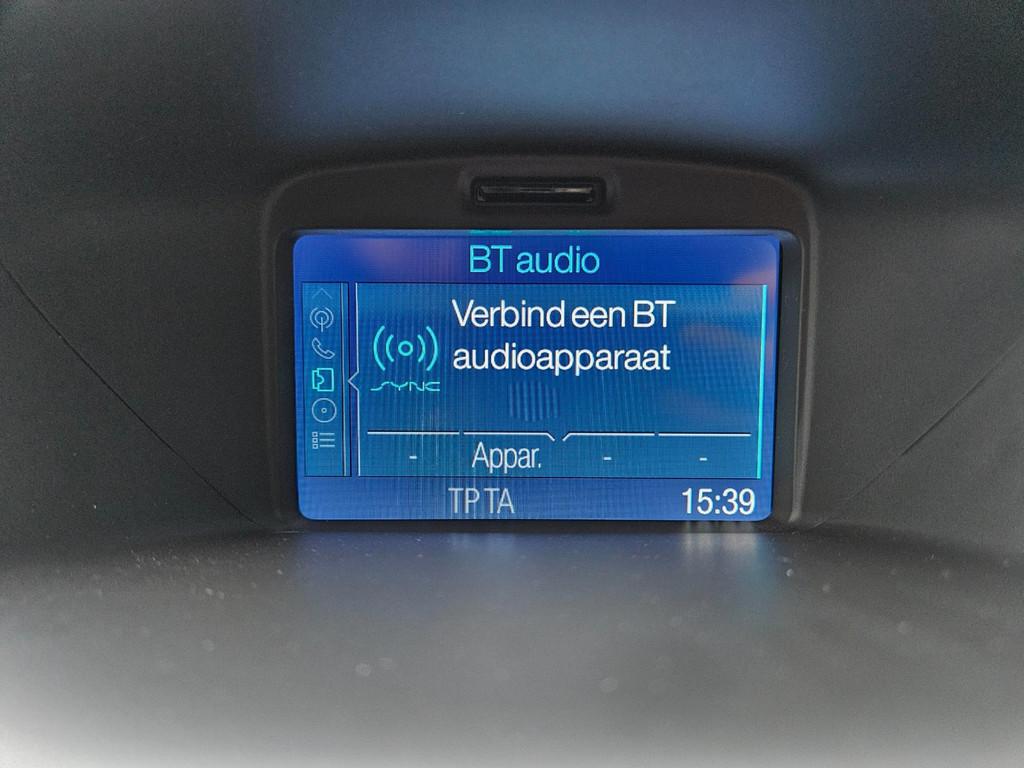 BT audio
Verbind een BT
audioapparaat
SYNC
- Appar. - -
TP TA 15:39